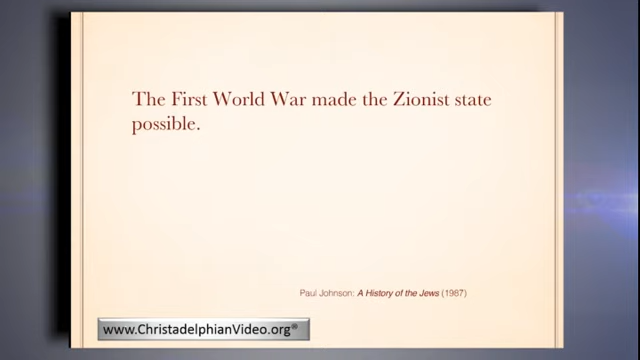 The First World War made the Zionist state
possible.
Paul Johnson: A History of the Jews (1987)
www.ChristadelphianVideo.org®